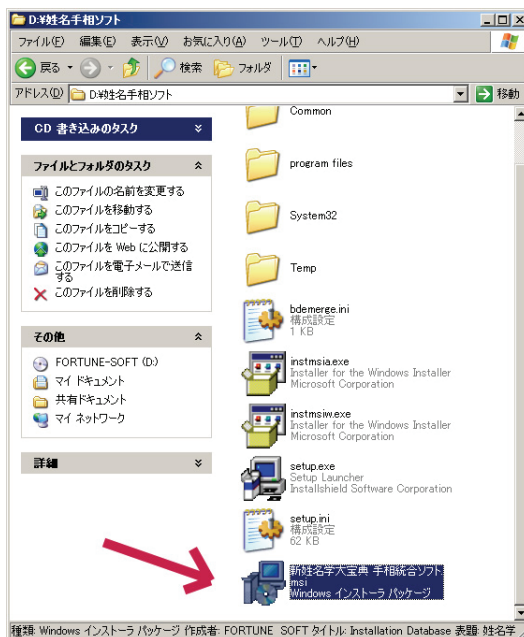 D:¥姓名手相ソフト
ファイル(F) 編集(E) 表示(V) お気に入り(A) ツール(T) ヘルプ(H)
戻る 検索 フォルダ
アドレス(D) D:¥姓名手相ソフト 移動
CD 書き込みのタスク
ファイルとフォルダのタスク
このファイルの名前を変更する
このファイルを移動する
このファイルをコピーする
このファイルを Web に公開する
このファイルを電子メールで送信
する
このファイルを削除する
その他
FORTUNE-SOFT (D:)
マイ ドキュメント
共有ドキュメント
マイ ネットワーク
詳細
Common
program files
System32
Temp
bdemerge.ini
構成設定
1 KB
instmsia.exe
Installer for the Windows Installer
Microsoft Corporation
instmsiw.exe
Installer for the Windows Installer
Microsoft Corporation
setup.exe
Setup Launcher
InstallShield Software Corporation
setup.ini
構成設定
62 KB
新姓名学大宝典 手相統合ソフト.
msi
Windows インストーラ パッケージ
種類: Windows インストーラ パッケージ 作成者: FORTUNE SOFT タイトル: Installation Database 表題: 姓名学